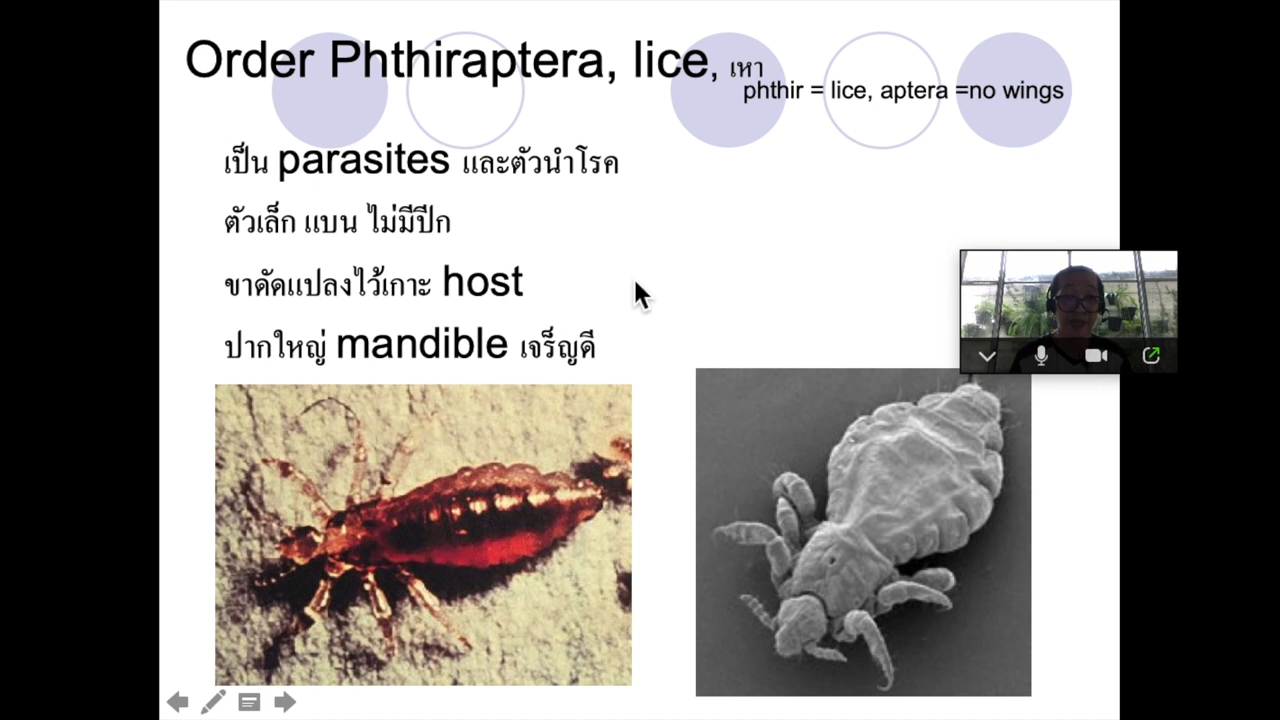 Order Phthiraptera, lice, เหา
phthir = lice, aptera =no wings
เป็น parasites และตัวนำโรค
ตัวเล็ก แบน ไม่มีปีก
ขาดัดแปลงไว้เกาะ host
ปากใหญ่ mandible เจร็ญดี